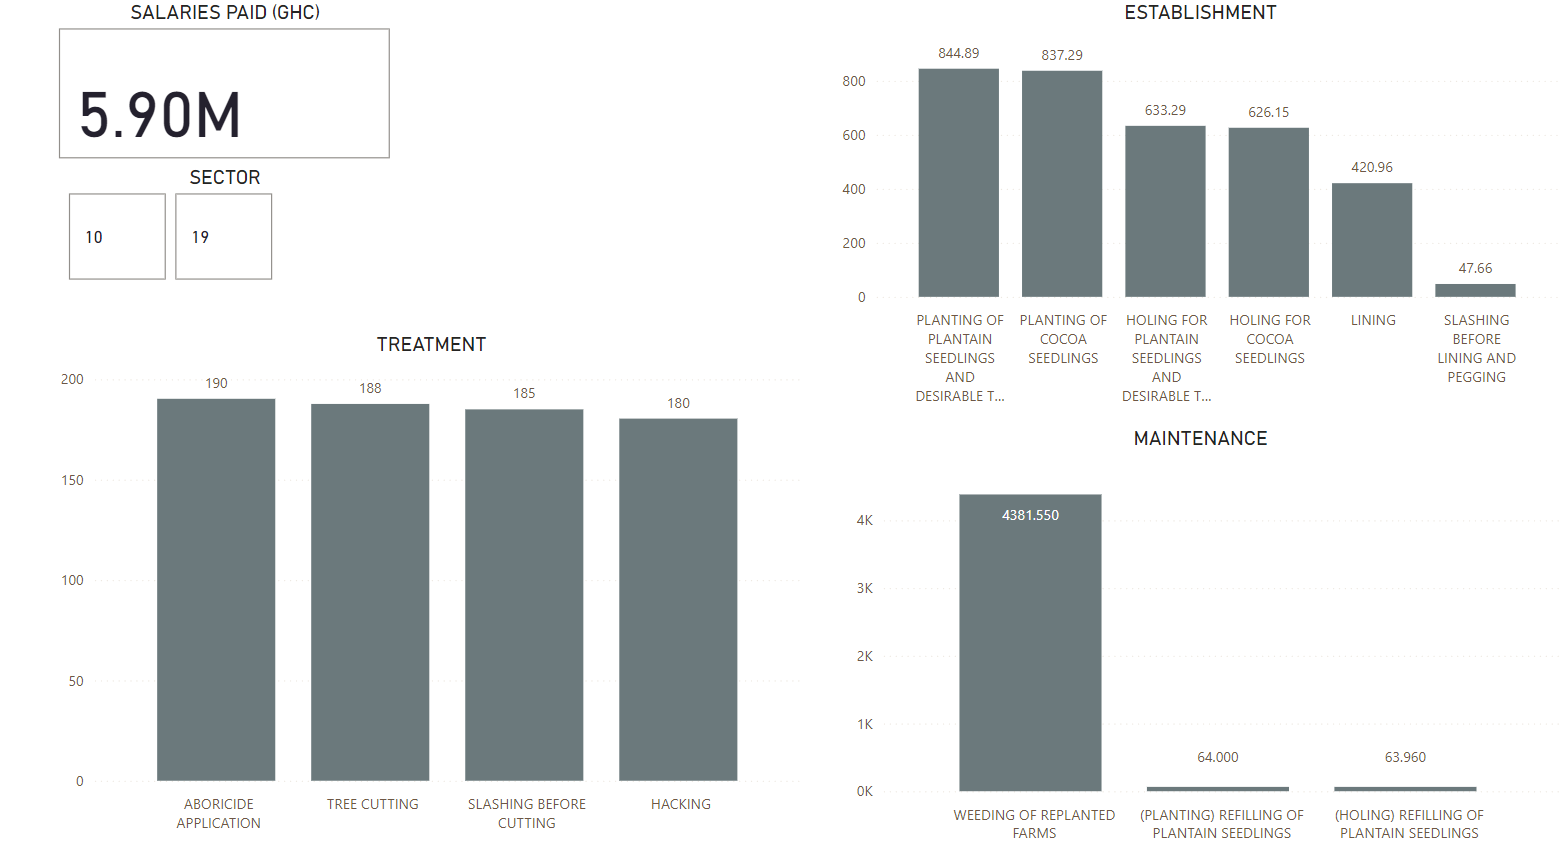 SALARIES PAID (GHC)
5.90M
SECTOR
10
19
TREATMENT
200
150
100
50
0
190
188
185
180
ABORICIDE
APPLICATION
TREE CUTTING
SLASHING BEFORE
CUTTING
HACKING
ESTABLISHMENT
800
600
400
200
0
844.89
837.29
633.29
626.15
420.96
47.66
PLANTING OF
PLANTAIN
SEEDLINGS
AND
DESIRABLE T...
PLANTING OF
COCOA
SEEDLINGS
HOLING FOR
PLANTAIN
SEEDLINGS
AND
DESIRABLE T...
HOLING FOR
COCOA
SEEDLINGS
LINING
SLASHING
BEFORE
LINING AND
PEGGING
MAINTENANCE
4K
3K
2K
1K
0K
4381.550
64.000
63.960
WEEDING OF REPLANTED
FARMS
(PLANTING) REFILLING OF
PLANTAIN SEEDLINGS
(HOLING) REFILLING OF
PLANTAIN SEEDLINGS